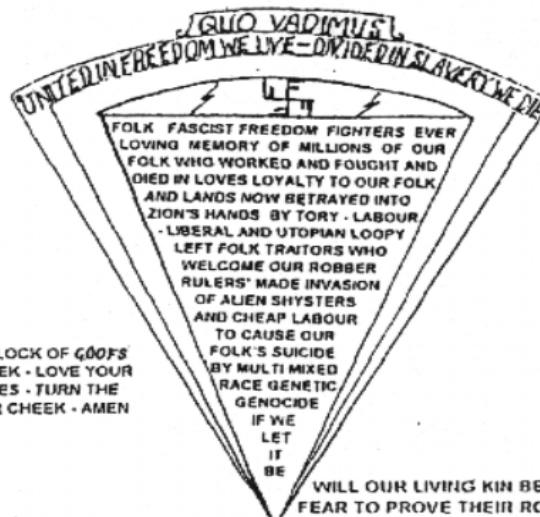 QUO VADIMUS
UNITED IN FREEDOM WE LIVE - DIVIDED IN SLAVERY WE DIE
FOLK FASCIST FREEDOM FIGHTERS EVER
LOVING MEMORY OF MILLIONS OF OUR
FOLK WHO WORKED AND FOUGHT AND
DIED IN LOVES LOYALTY TO OUR FOLK
AND LANDS NOW BETRAYED INTO
ZION'S HANDS BY TORY - LABOUR
- LIBERAL AND UTOPIAN LOOPY
LEFT FOLK TRAITORS WHO
WELCOME OUR ROBBER
RULERS' MADE INVASION
OF ALIEN SHYSTERS
AND CHEAP LABOUR
TO CAUSE OUR
FOLK'S SUICIDE
BY MULTI MIXED
RACE GENETIC
GENOCIDE
IF WE
LET
IT
BE
LOCK OF GOOFS
EK - LOVE YOUR
ES - TURN THE
R CHEEK - AMEN
WILL OUR LIVING KIN BE
FEAR TO PROVE THEIR RO